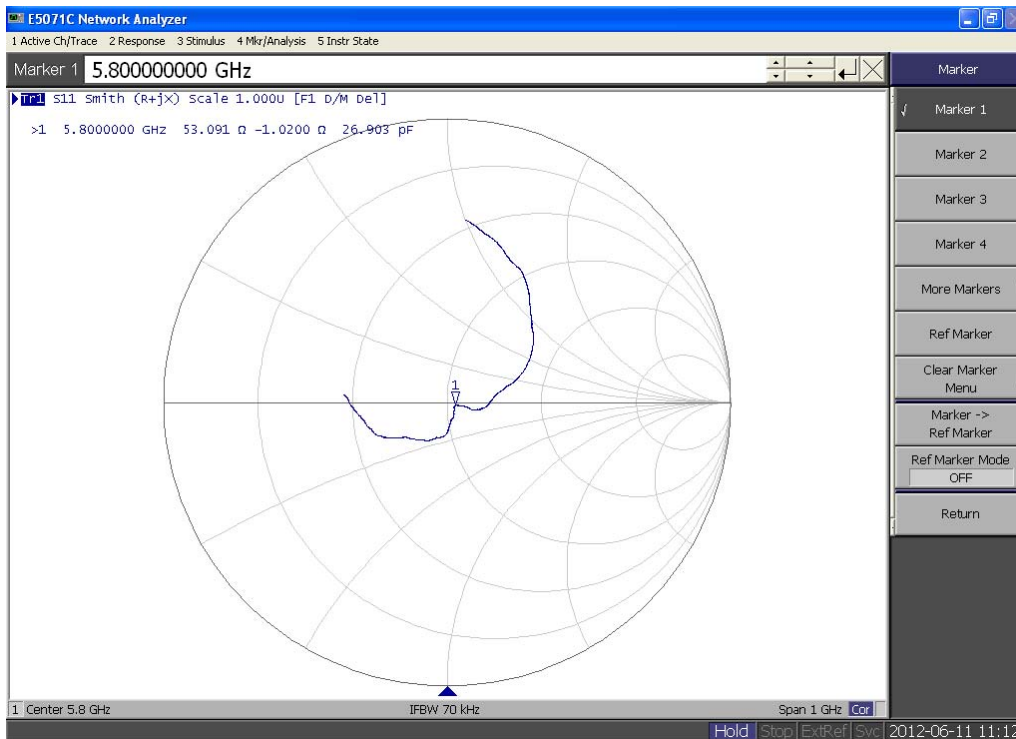 E5071C Network Analyzer
1 Active Ch/Trace 2 Response 3 Stimulus 4 Mkr/Analysis 5 Instr State
Marker 1 5.800000000 GHz
Marker
Tr1 S11 Smith (R+jX) Scale 1.000U [F1 D/M Del]
>1 5.8000000 GHz 53.091 Ω -1.0200 Ω 26.903 pF
√ Marker 1
Marker 2
Marker 3
Marker 4
More Markers
Ref Marker
Clear Marker
Menu
Marker ->
Ref Marker
Ref Marker Mode
OFF
Return
1
1 Center 5.8 GHz IFBW 70 kHz Span 1 GHz Cor
Hold Stop ExtRef Svc 2012-06-11 11:12